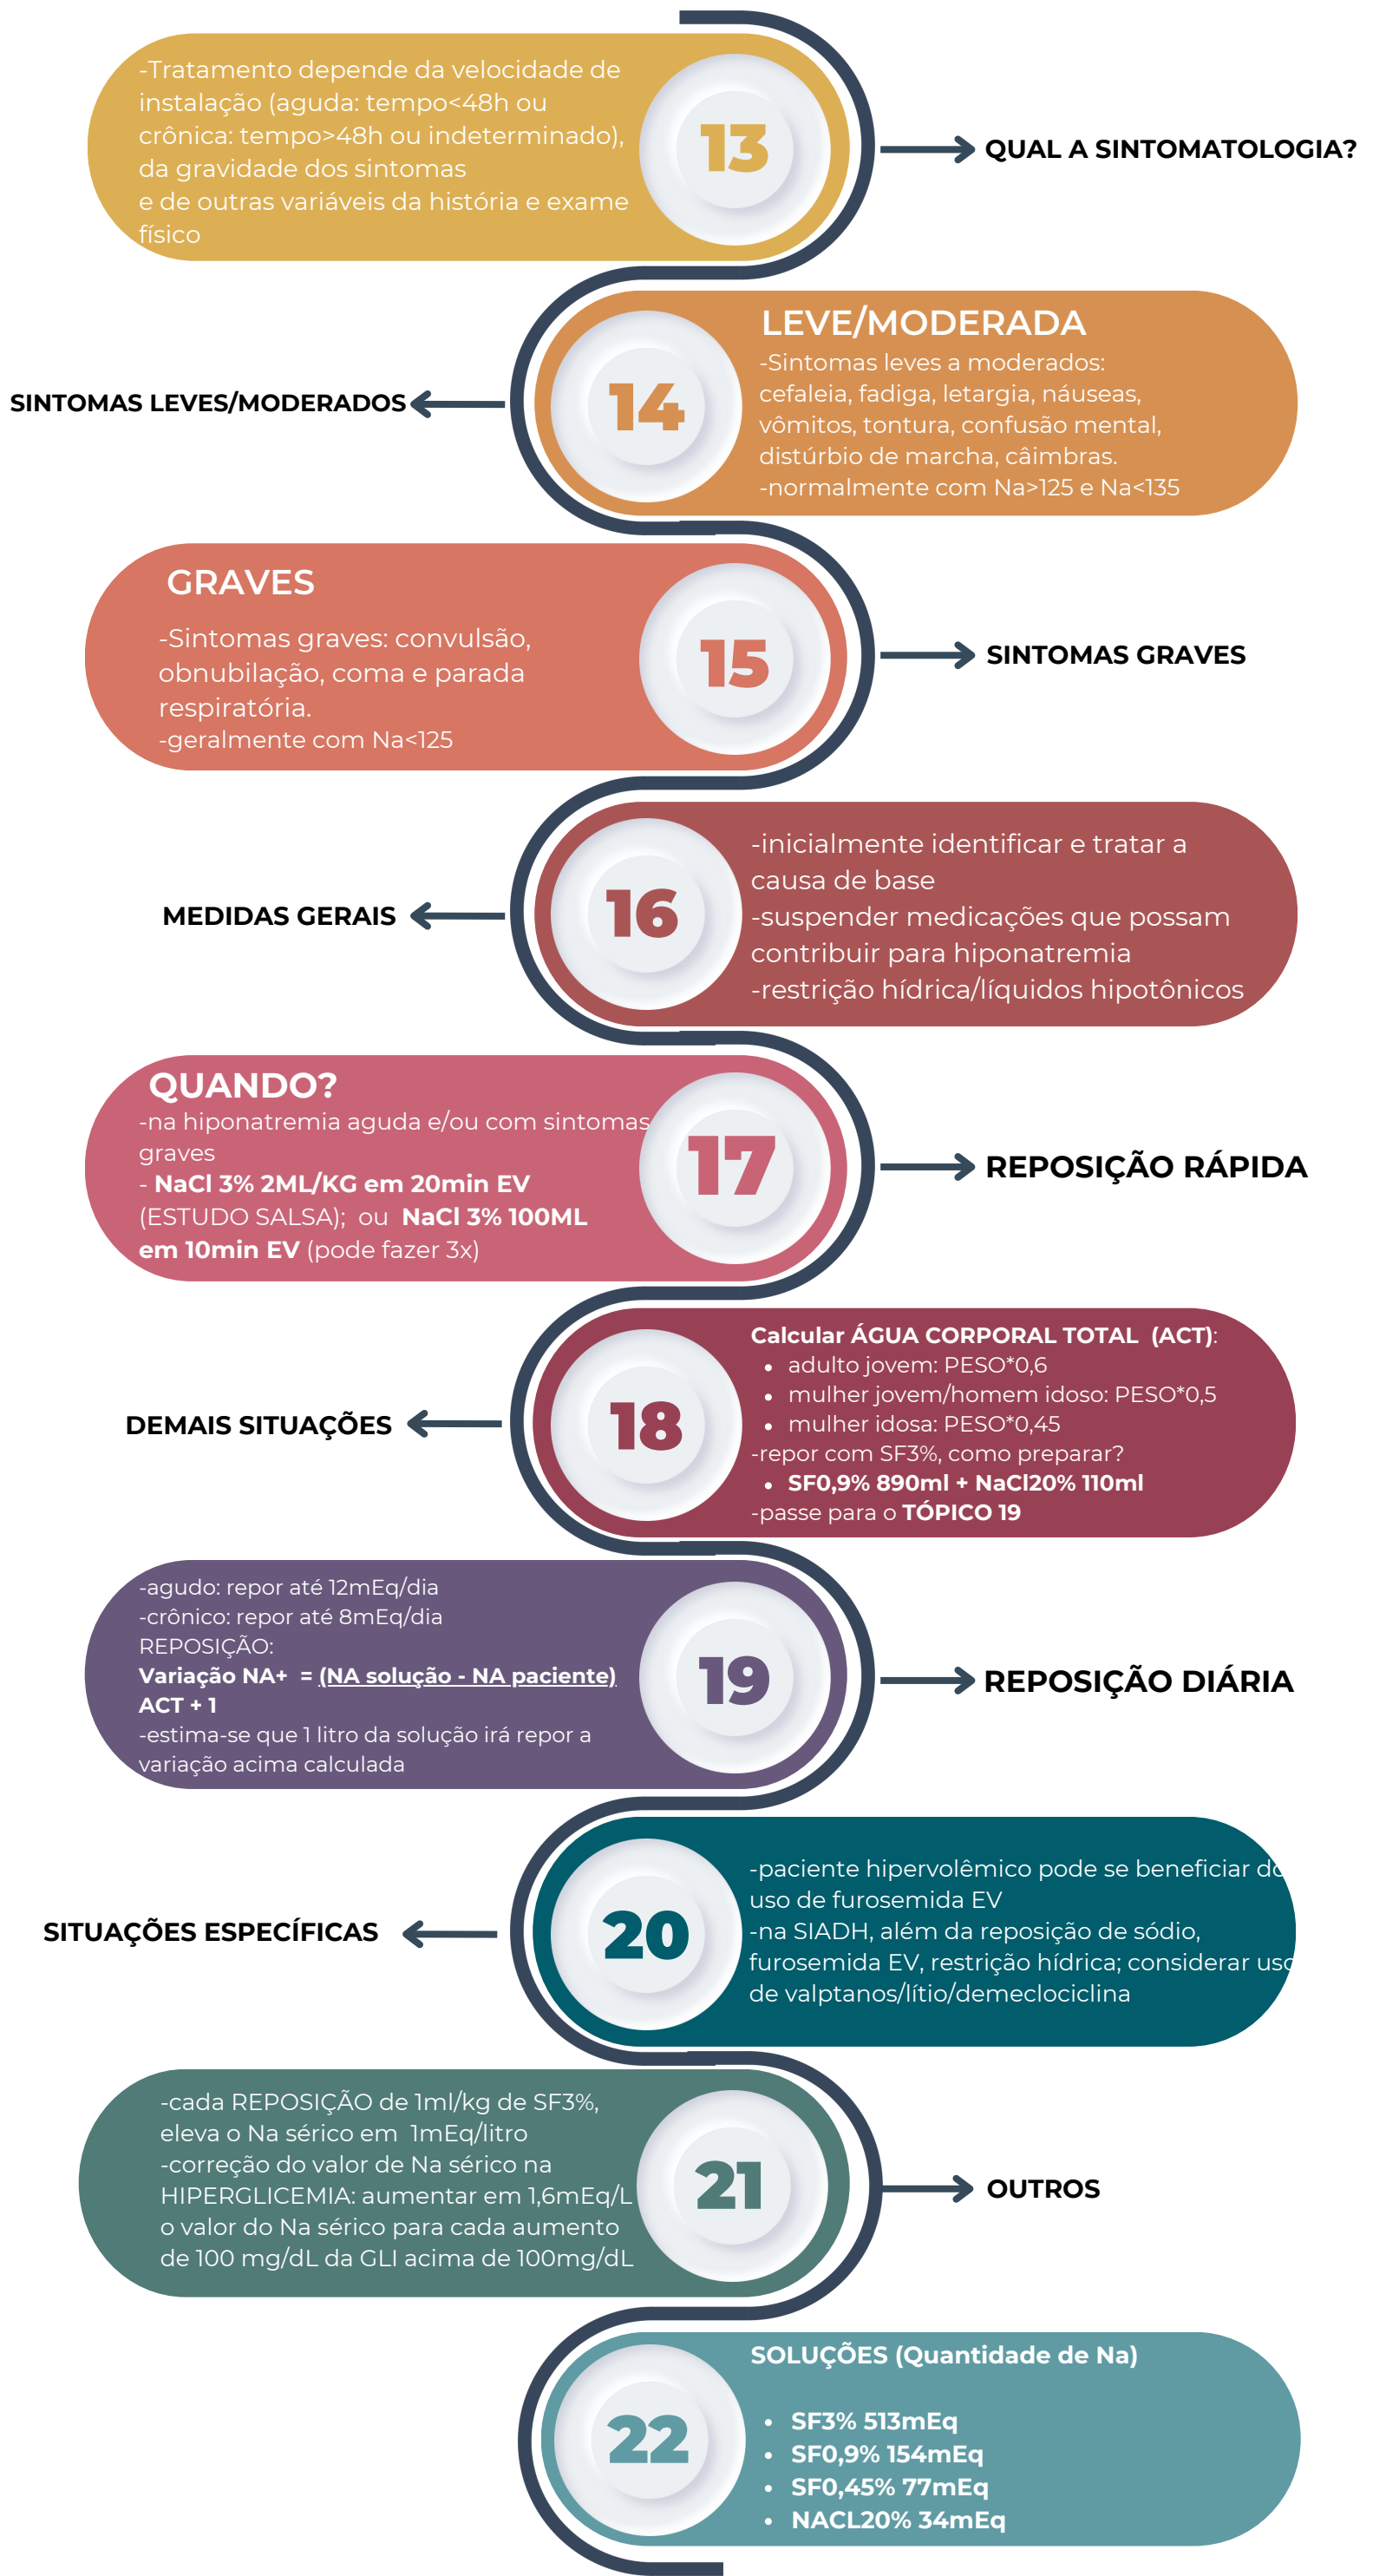 -Tratamento depende da velocidade de
instalação (aguda: tempo<48h ou
crônica: tempo>48h ou indeterminado),
da gravidade dos sintomas
e de outras variáveis da história e exame
físico
13
QUAL A SINTOMATOLOGIA?
SINTOMAS LEVES/MODERADOS
14
LEVE/MODERADA
-Sintomas leves a moderados:
cefaleia, fadiga, letargia, náuseas,
vômitos, tontura, confusão mental,
distúrbio de marcha, câimbras.
-normalmente com Na>125 e Na<135
GRAVES
-Sintomas graves: convulsão,
obnubilação, coma e parada
respiratória.
-geralmente com Na<125
15
SINTOMAS GRAVES
MEDIDAS GERAIS
16
-inicialmente identificar e tratar a
causa de base
-suspender medicações que possam
contribuir para hiponatremia
-restrição hídrica/líquidos hipotônicos
QUANDO?
-na hiponatremia aguda e/ou com sintomas
graves
- NaCl 3% 2ML/KG em 20min EV
(ESTUDO SALSA); ou NaCl 3% 100ML
em 10min EV (pode fazer 3x)
17
REPOSIÇÃO RÁPIDA
DEMAIS SITUAÇÕES
18
Calcular ÁGUA CORPORAL TOTAL (ACT):
• adulto jovem: PESO*0,6
• mulher jovem/homem idoso: PESO*0,5
• mulher idosa: PESO*0,45
-repor com SF3%, como preparar?
• SF0,9% 890ml + NaCl20% 110ml
-passe para o TÓPICO 19
-agudo: repor até 12mEq/dia
-crônico: repor até 8mEq/dia
REPOSIÇÃO:
Variação NA+ = (NA solução - NA paciente)
ACT + 1
-estima-se que 1 litro da solução irá repor a
variação acima calculada
19
REPOSIÇÃO DIÁRIA
SITUAÇÕES ESPECÍFICAS
20
-paciente hipervolêmico pode se beneficiar do
uso de furosemida EV
-na SIADH, além da reposição de sódio,
furosemida EV, restrição hídrica; considerar uso
de valptanos/lítio/demeclociclina
-cada REPOSIÇÃO de 1ml/kg de SF3%,
eleva o Na sérico em 1mEq/litro
-correção do valor de Na sérico na
HIPERGLICEMIA: aumentar em 1,6mEq/L
o valor do Na sérico para cada aumento
de 100 mg/dL da GLI acima de 100mg/dL
21
OUTROS
22
SOLUÇÕES (Quantidade de Na)
• SF3% 513mEq
• SF0,9% 154mEq
• SF0,45% 77mEq
• NACL20% 34mEq